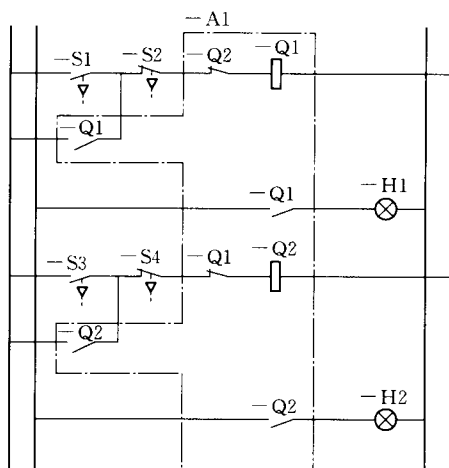 －A1
－S1 －S2 －Q2 －Q1
－Q1
－Q1 －H1
－S3 －S4 －Q1 －Q2
－Q2
－Q2 －H2